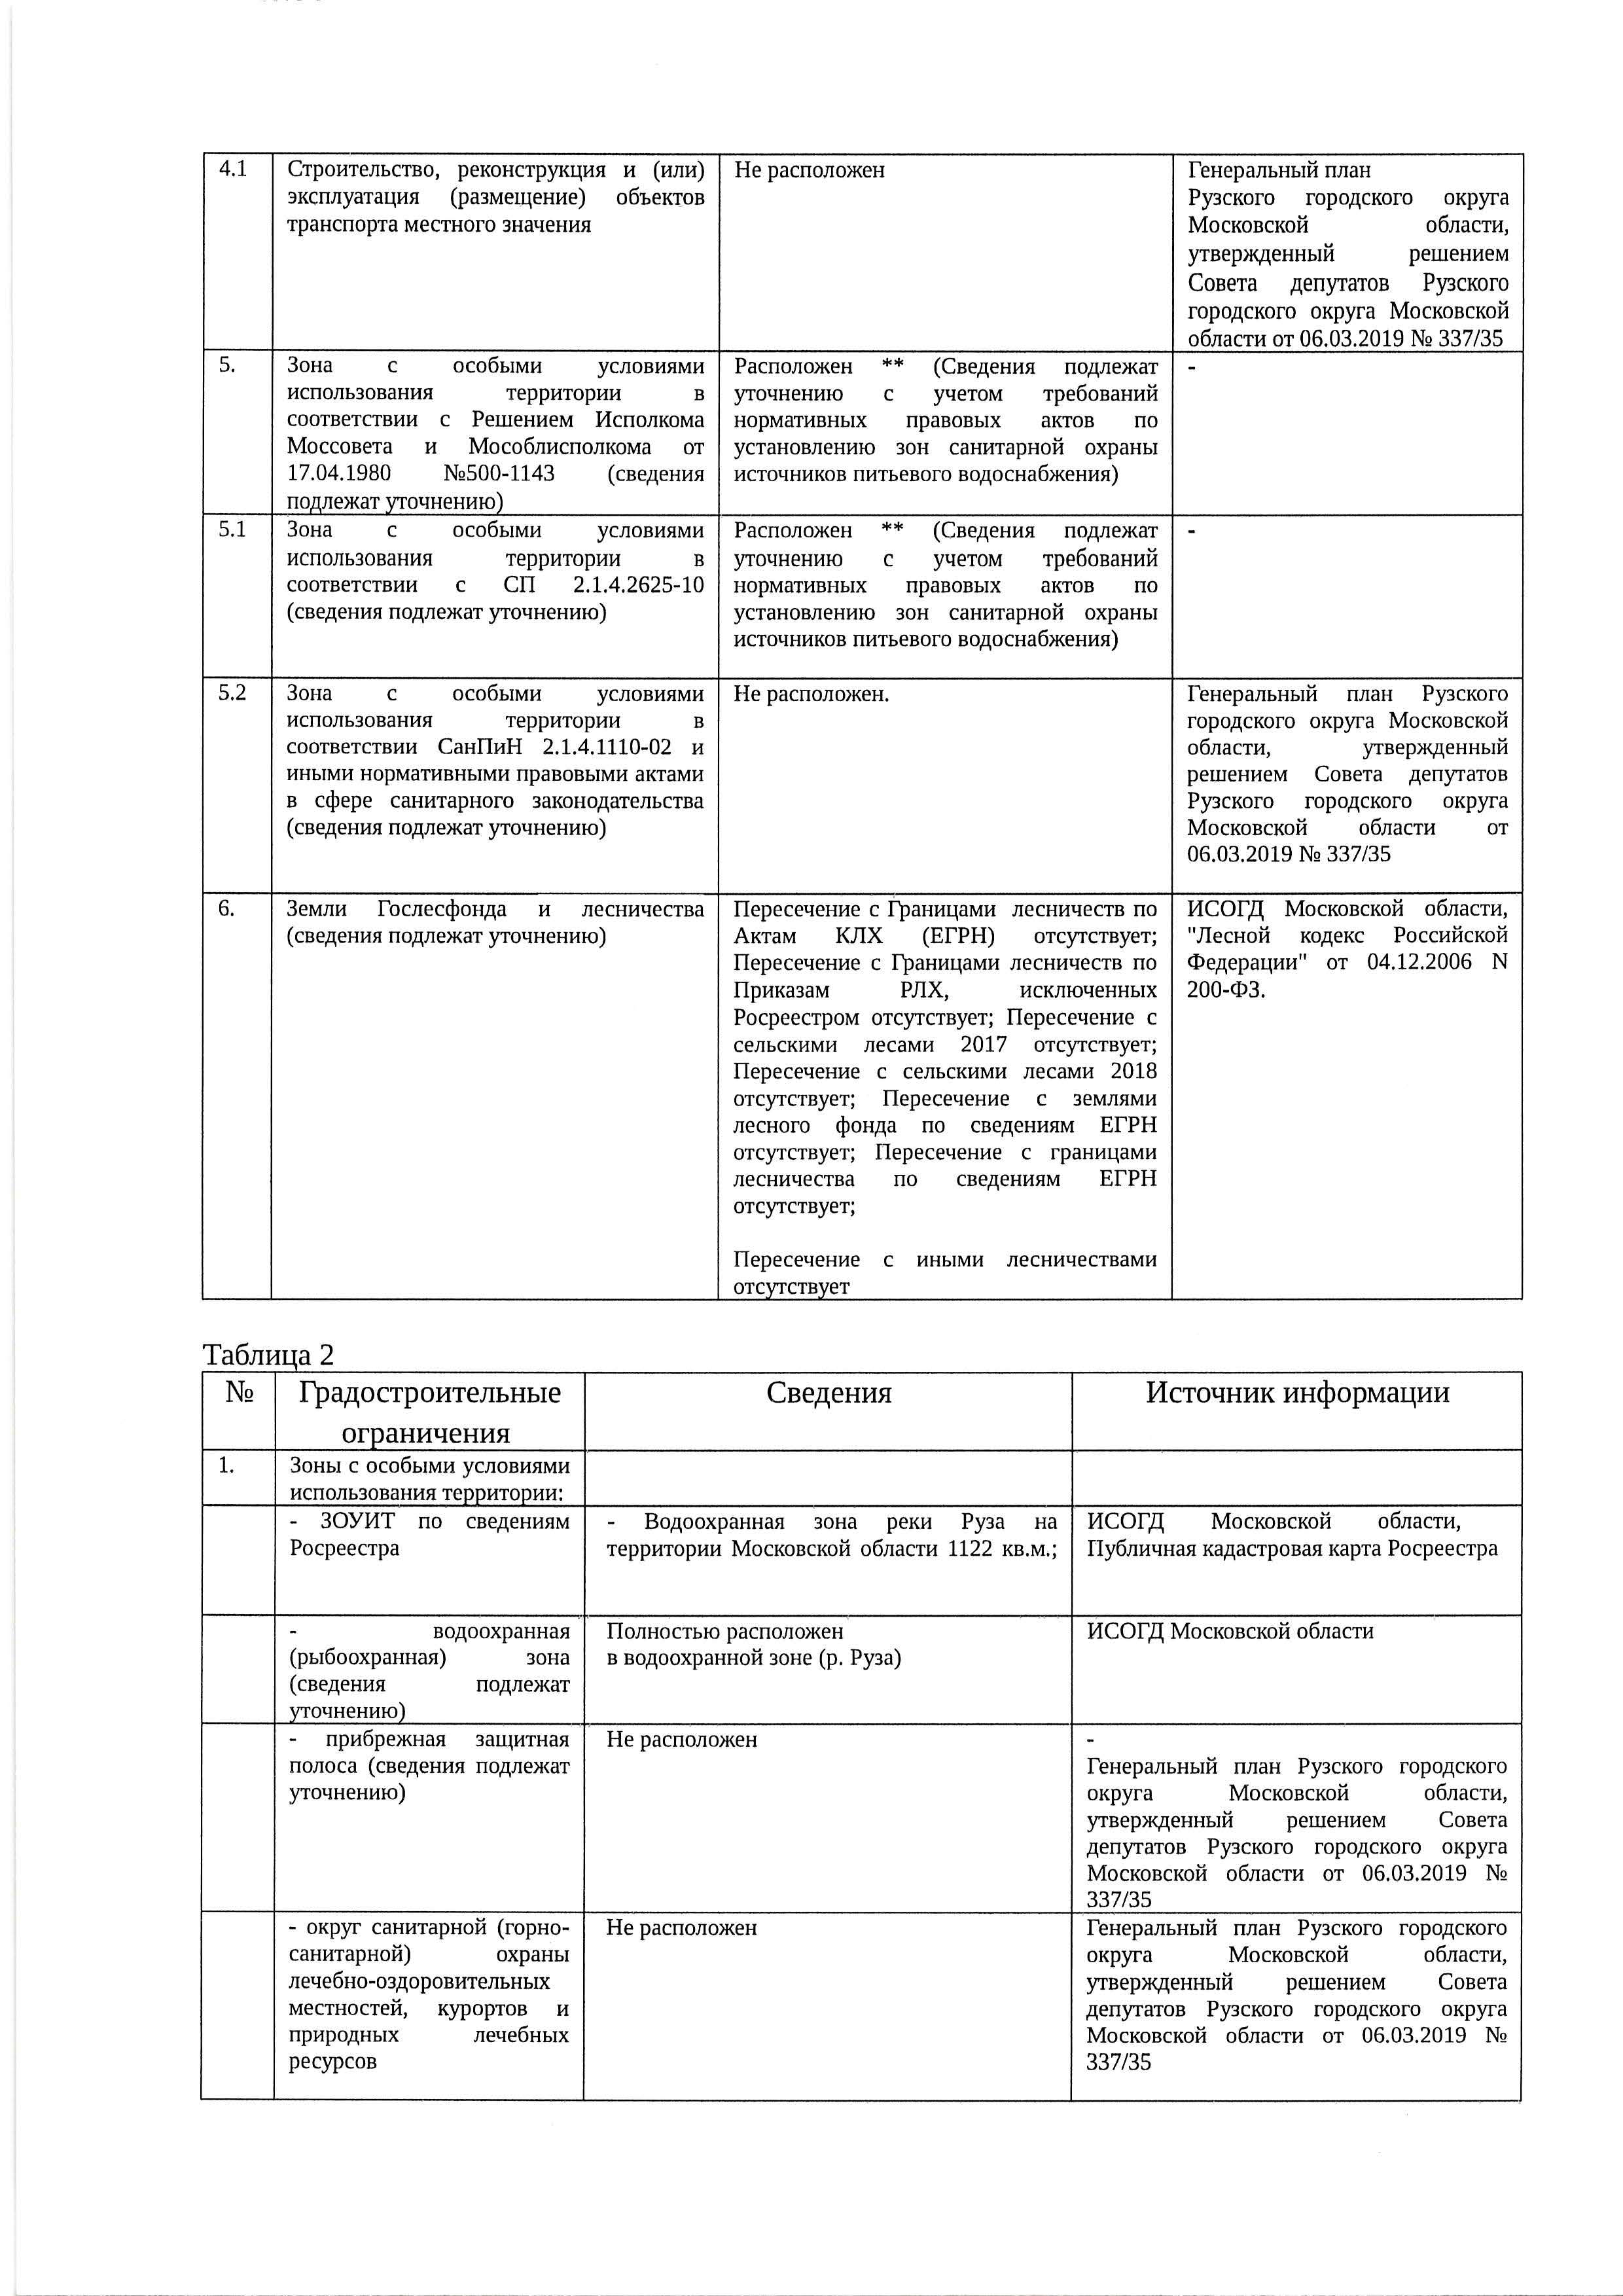 4.1
Строительство, реконструкция и (или)
эксплуатация (размещение) объектов
транспорта местного значения
Не расположен
Генеральный план
Рузского городского округа
Московской области,
утвержденный решением
Совета депутатов Рузского
городского округа Московской
области от 06.03.2019 № 337/35
5.
Зона с особыми условиями
использования территории в
соответствии с Решением Исполкома
Моссовета и Мособлисполкома от
17.04.1980 №500-1143 (сведения
подлежат уточнению)
Расположен ** (Сведения подлежат
уточнению с учетом требований
нормативных правовых актов по
установлению зон санитарной охраны
источников питьевого водоснабжения)
-
5.1
Зона с особыми условиями
использования территории в
соответствии с СП 2.1.4.2625-10
(сведения подлежат уточнению)
Расположен ** (Сведения подлежат
уточнению с учетом требований
нормативных правовых актов по
установлению зон санитарной охраны
источников питьевого водоснабжения)
-
5.2
Зона с особыми условиями
использования территории в
соответствии СанПиН 2.1.4.1110-02 и
иными нормативными правовыми актами
в сфере санитарного законодательства
(сведения подлежат уточнению)
Не расположен.
Генеральный план Рузского
городского округа Московской
области, утвержденный
решением Совета депутатов
Рузского городского округа
Московской области от
06.03.2019 № 337/35
6.
Земли Гослесфонда и лесничества
(сведения подлежат уточнению)
Пересечение с Границами лесничеств по
Актам КЛХ (ЕГРН) отсутствует;
Пересечение с Границами лесничеств по
Приказам РЛХ, исключенных
Росреестром отсутствует; Пересечение с
сельскими лесами 2017 отсутствует;
Пересечение с сельскими лесами 2018
отсутствует; Пересечение с землями
лесного фонда по сведениям ЕГРН
отсутствует; Пересечение с границами
лесничества по сведениям ЕГРН
отсутствует;
Пересечение с иными лесничествами
отсутствует
ИСОГД Московской области,
"Лесной кодекс Российской
Федерации" от 04.12.2006 N
200-ФЗ.
Таблица 2
№
Градостроительные
ограничения
Сведения
Источник информации
1.
Зоны с особыми условиями
использования территории:
- ЗОУИТ по сведениям
Росреестра
- Водоохранная зона реки Руза на
территории Московской области 1122 кв.м.;
ИСОГД Московской области,
Публичная кадастровая карта Росреестра
- водоохранная
(рыбоохранная) зона
(сведения подлежат
уточнению)
Полностью расположен
в водоохранной зоне (р. Руза)
ИСОГД Московской области
- прибрежная защитная
полоса (сведения подлежат
уточнению)
Не расположен
-
Генеральный план Рузского городского
округа Московской области,
утвержденный решением Совета
депутатов Рузского городского округа
Московской области от 06.03.2019 №
337/35
- округ санитарной (горно-
санитарной) охраны
лечебно-оздоровительных
местностей, курортов и
природных лечебных
ресурсов
Не расположен
Генеральный план Рузского городского
округа Московской области,
утвержденный решением Совета
депутатов Рузского городского округа
Московской области от 06.03.2019 №
337/35